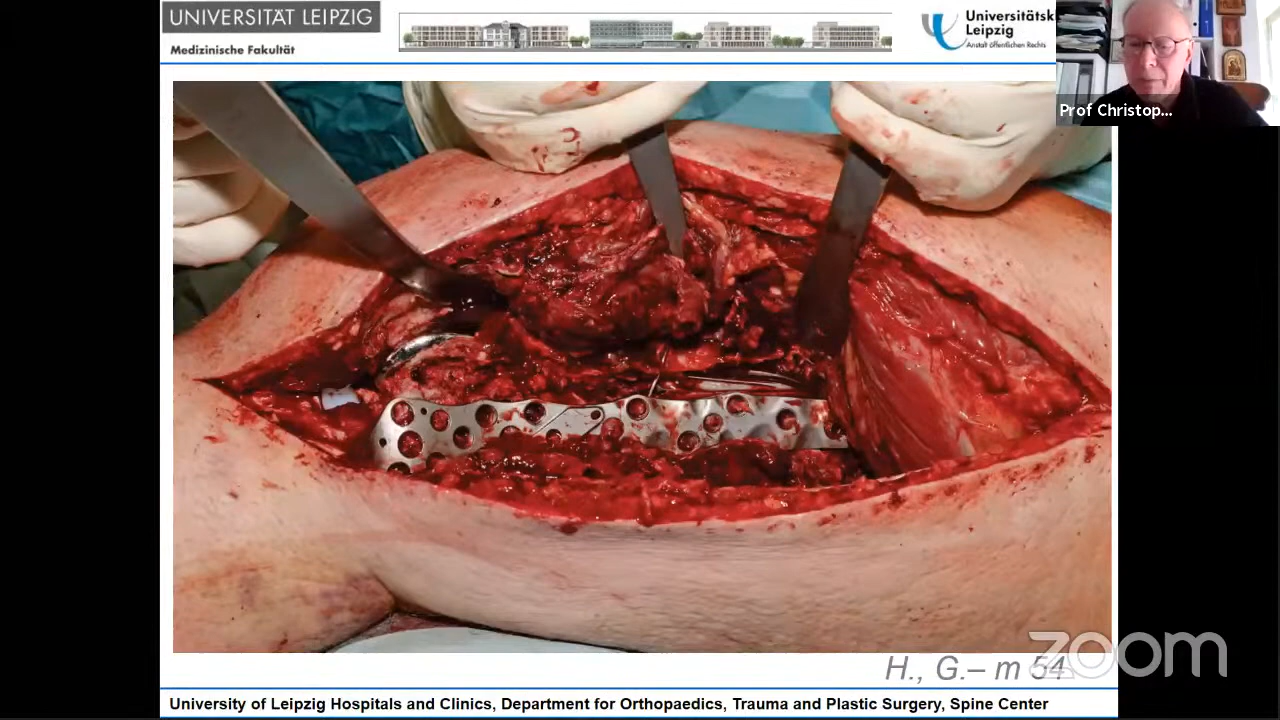 UNIVERSITÄT LEIPZIG
Medizinische Fakultät
Universitätsk
Leipzig
Anstalt öffentlichen Rechts
Prof Christop...
H., G.– m 54
zoom
University of Leipzig Hospitals and Clinics, Department for Orthopaedics, Trauma and Plastic Surgery, Spine Center